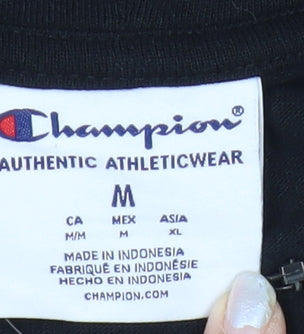 Champion®
AUTHENTIC ATHLETICWEAR
M
CA MEX ASIA
M/M M XL
MADE IN INDONESIA
FABRIQUÉ EN INDONÉSIE
HECHO EN INDONESIA
CHAMPION.COM